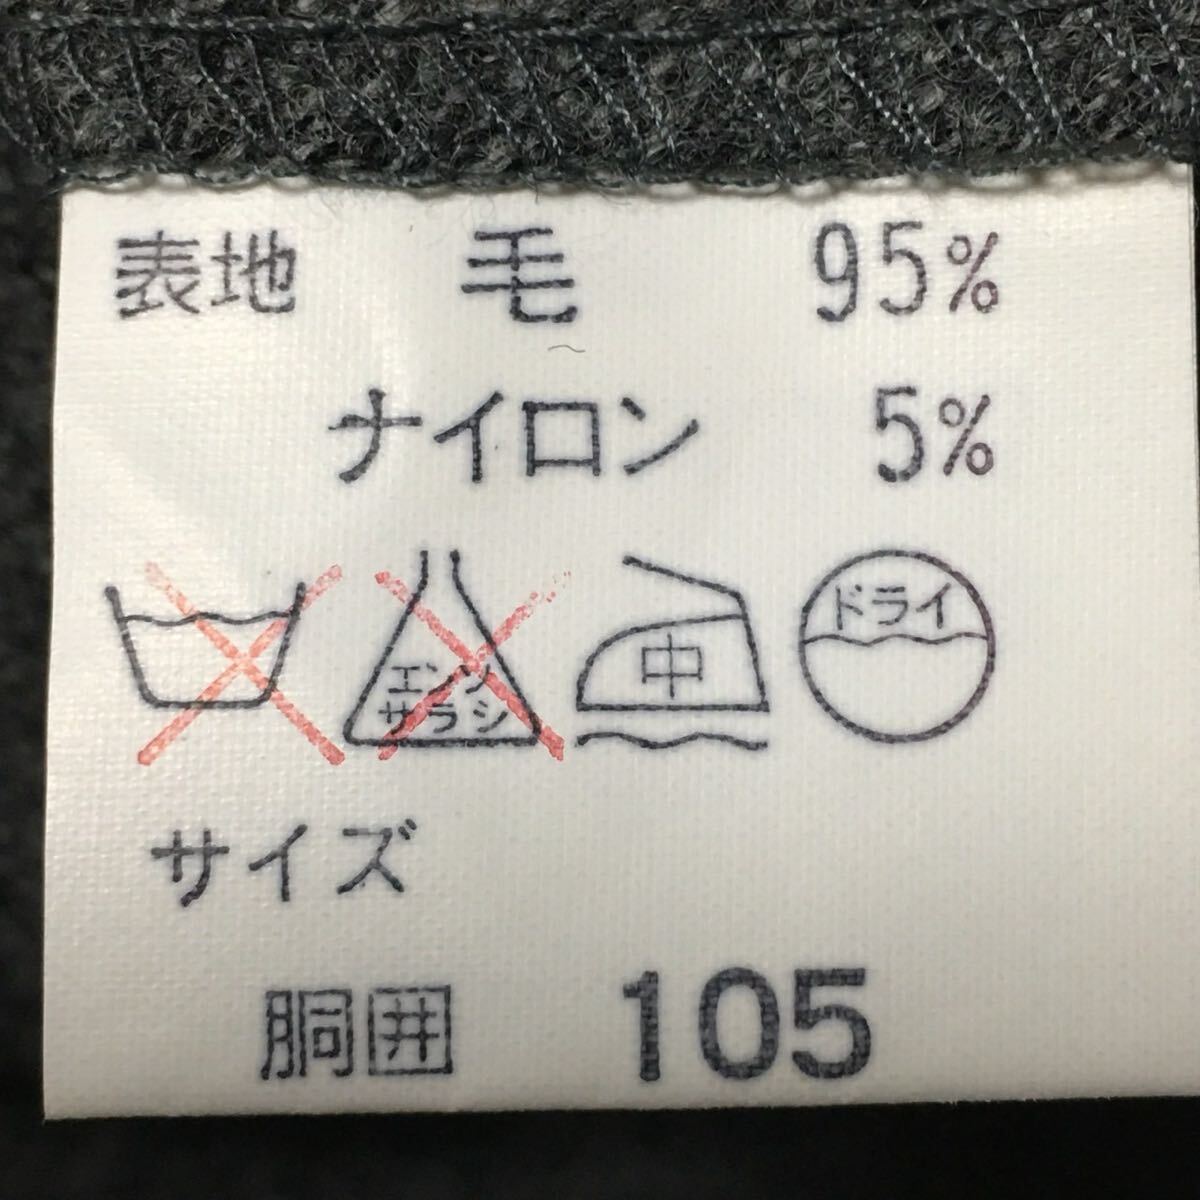 表地 毛 95%
ナイロン 5%
エンソ
サラシ
中
ドライ
サイズ
胴囲 105